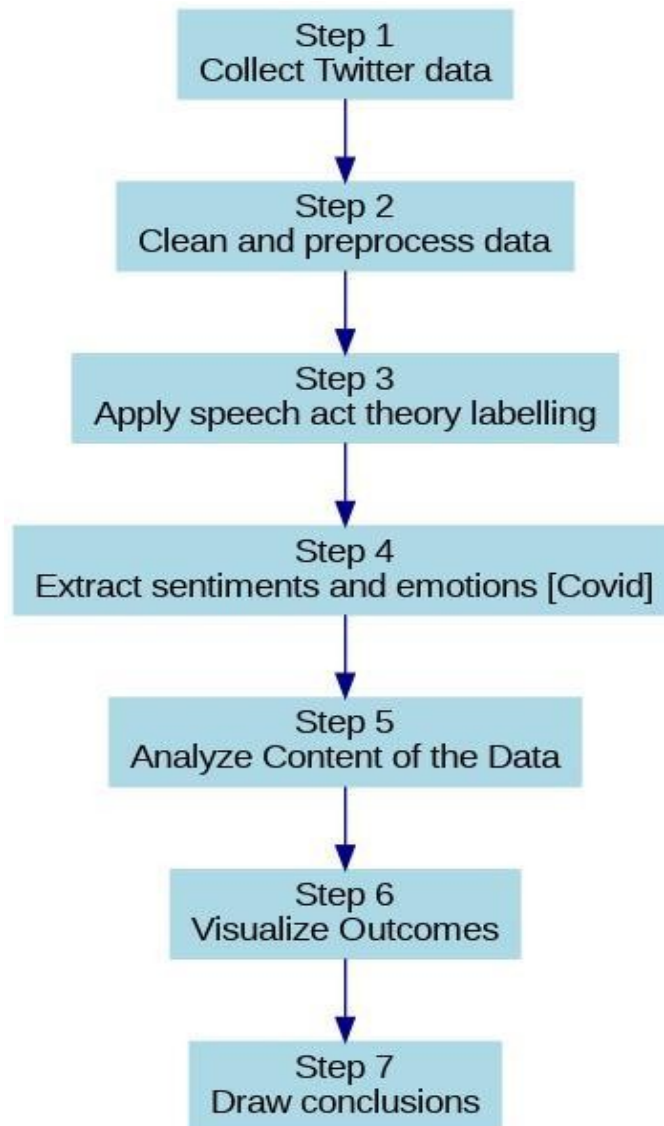 Step 1
Collect Twitter data
Step 2
Clean and preprocess data
Step 3
Apply speech act theory labelling
Step 4
Extract sentiments and emotions [Covid]
Step 5
Analyze Content of the Data
Step 6
Visualize Outcomes
Step 7
Draw conclusions